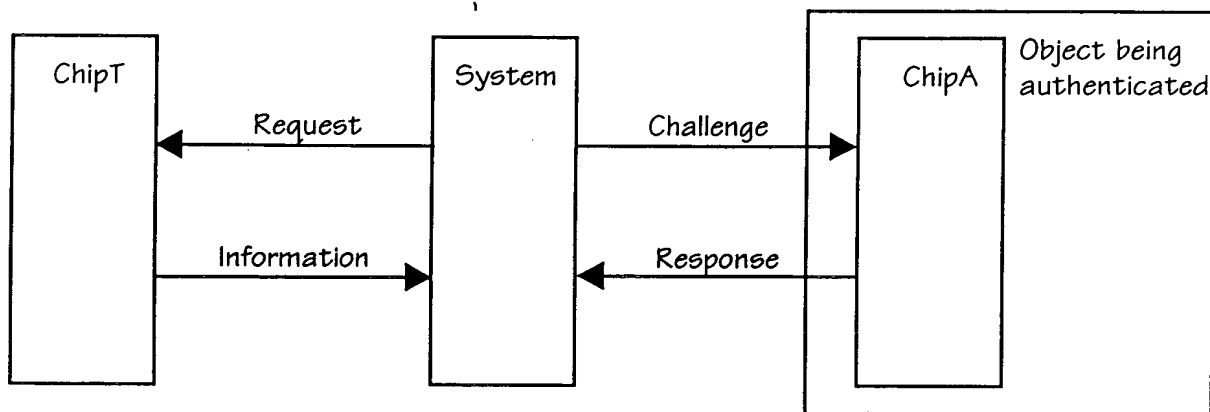 ChipT
System
ChipA
Object being
authenticated
Request
Challenge
Information
Response